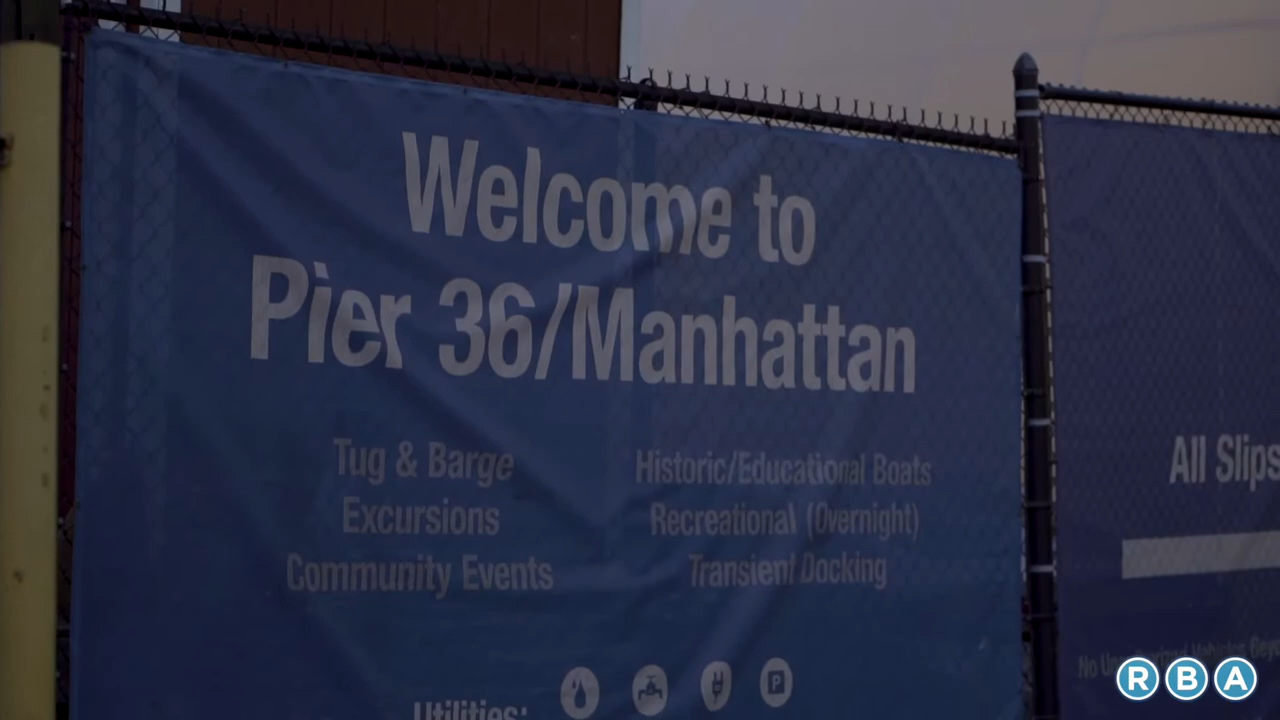 Welcome to
Pier 36/Manhattan
Tug & Barge
Excursions
Community Events
Historic/Educational Boats
Recreational (Overnight)
Transient Docking
Utilities:
P
All Slips
No
RBA